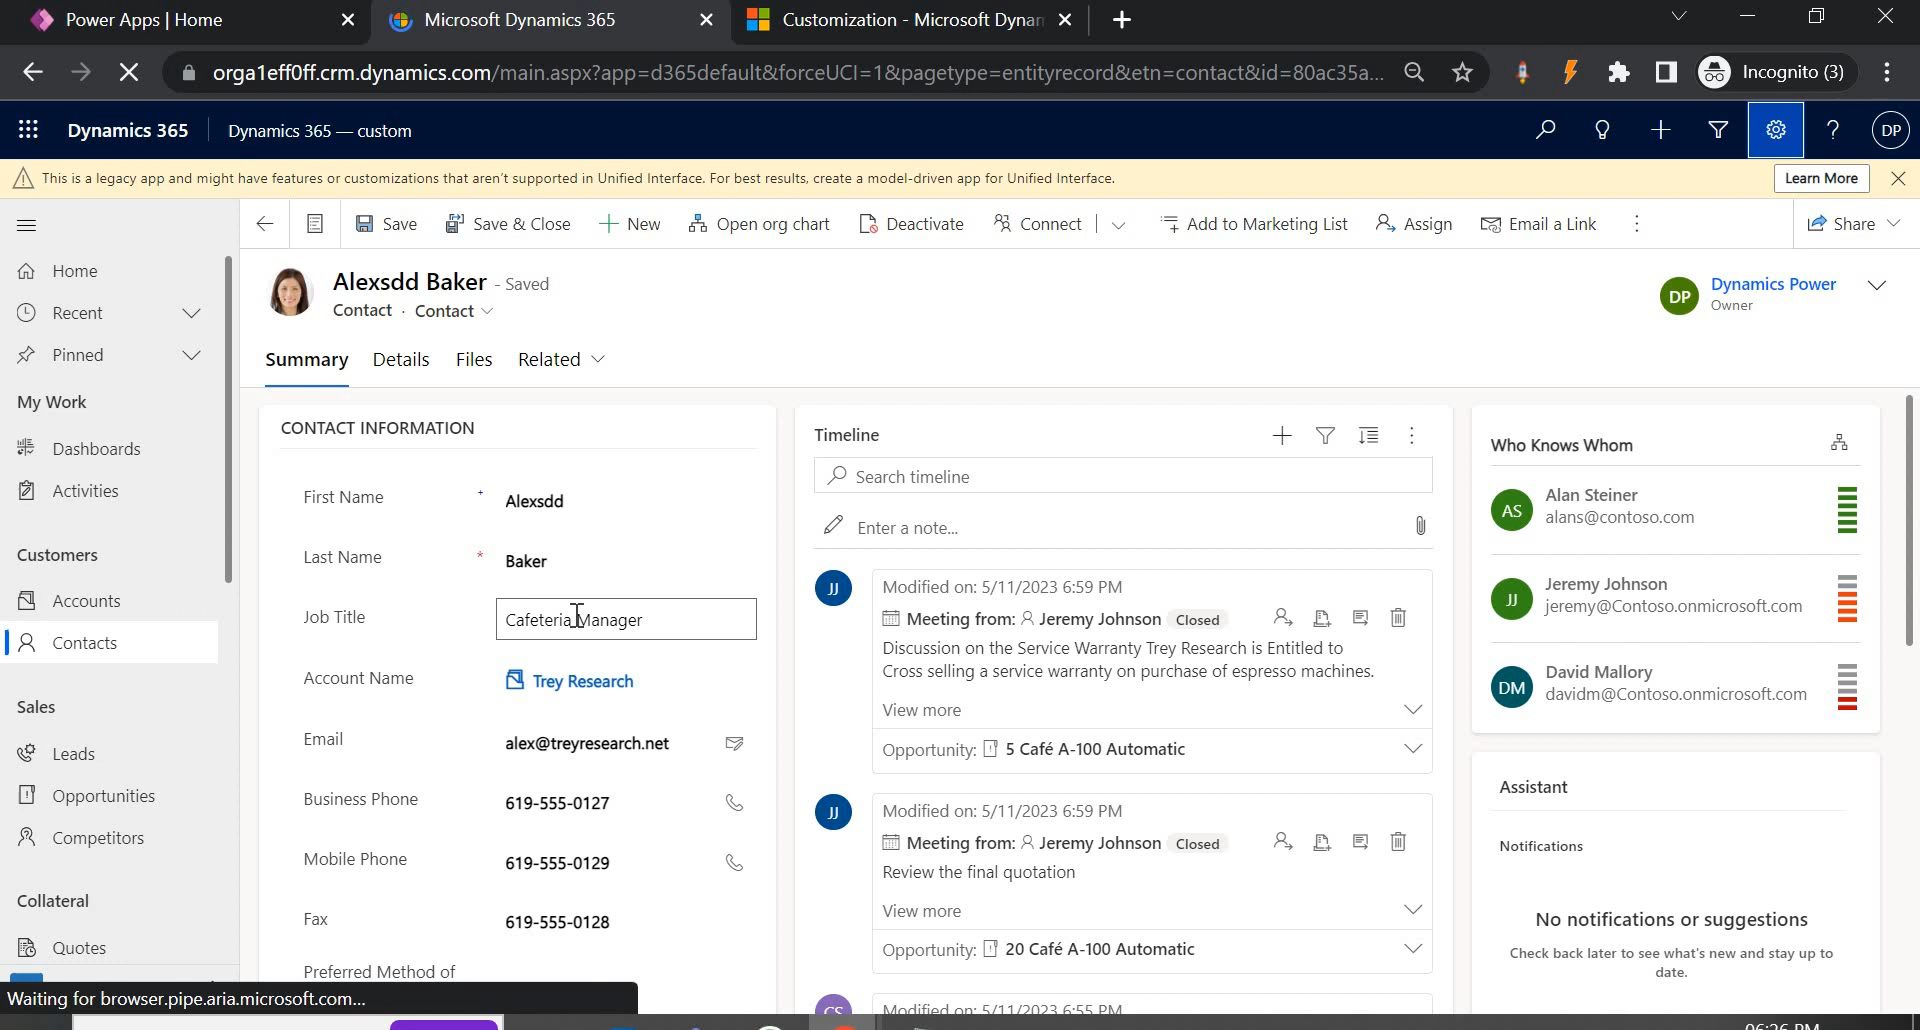 Power Apps | Home
Microsoft Dynamics 365
Customization - Microsoft Dynam
orga1eff0ff.crm.dynamics.com/main.aspx?app=d365default&forceUCI=1&pagetype=entityrecord&etn=contact&id=80ac35a...
Incognito (3)
Dynamics 365
Dynamics 365 — custom
DP
This is a legacy app and might have features or customizations that aren't supported in Unified Interface. For best results, create a model-driven app for Unified Interface.
Learn More
Save
Save & Close
New
Open org chart
Deactivate
Connect
Add to Marketing List
Assign
Email a Link
Share
Home
Recent
Pinned
My Work
Dashboards
Activities
Customers
Accounts
Contacts
Sales
Leads
Opportunities
Competitors
Collateral
Quotes
Alexsdd Baker - Saved
Contact · Contact
DP
Dynamics Power
Owner
Summary
Details
Files
Related
CONTACT INFORMATION
First Name + Alexsdd
Last Name * Baker
Job Title Cafeteria Manager
Account Name Trey Research
Email alex@treyresearch.net
Business Phone 619-555-0127
Mobile Phone 619-555-0129
Fax 619-555-0128
Preferred Method of
Timeline
Search timeline
Enter a note...
JJ
Modified on: 5/11/2023 6:59 PM
Meeting from: Jeremy Johnson Closed
Discussion on the Service Warranty Trey Research is Entitled to
Cross selling a service warranty on purchase of espresso machines.
View more
Opportunity: 5 Café A-100 Automatic
JJ
Modified on: 5/11/2023 6:59 PM
Meeting from: Jeremy Johnson Closed
Review the final quotation
View more
Opportunity: 20 Café A-100 Automatic
CS
Modified on: 5/11/2023 6:55 PM
Who Knows Whom
AS
Alan Steiner
alans@contoso.com
JJ
Jeremy Johnson
jeremy@Contoso.onmicrosoft.com
DM
David Mallory
davidm@Contoso.onmicrosoft.com
Assistant
Notifications
No notifications or suggestions
Check back later to see what's new and stay up to
date.
Waiting for browser.pipe.aria.microsoft.com...
06:26 PM